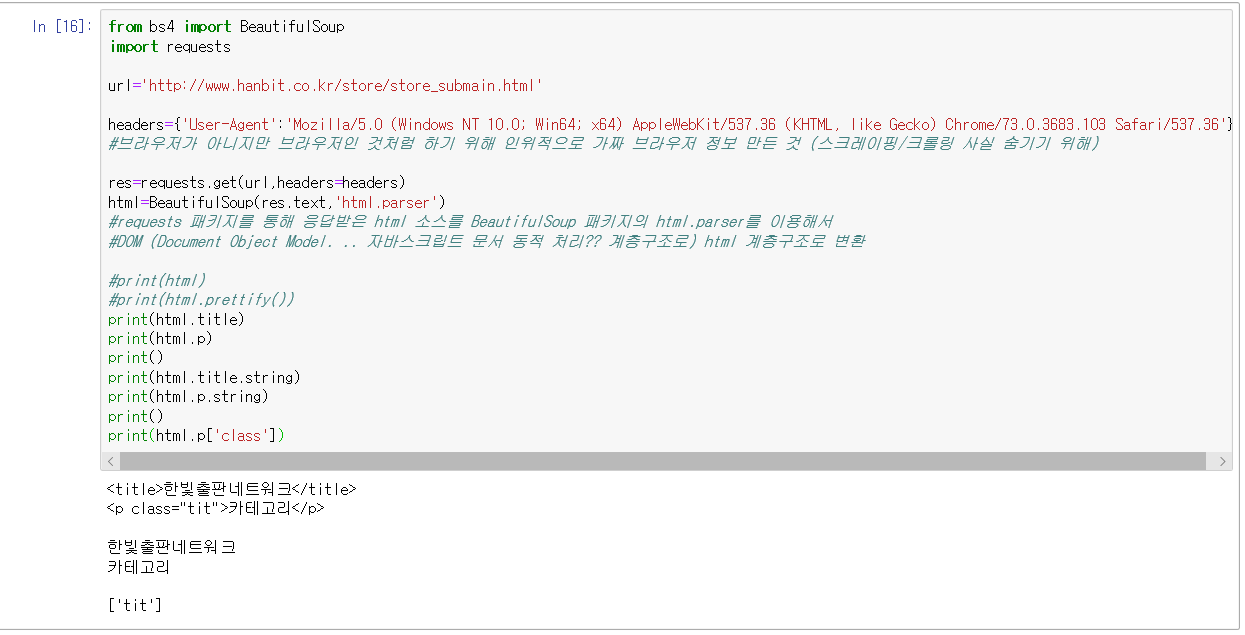 In [16]:
from bs4 import BeautifulSoup
import requests
url='http://www.hanbit.co.kr/store/store_submain.html'
headers={'User-Agent':'Mozilla/5.0 (Windows NT 10.0; Win64; x64) AppleWebKit/537.36 (KHTML, like Gecko) Chrome/73.0.3683.103 Safari/537.36'}
#브라우저가 아니지만 브라우저인 것처럼 하기 위해 인위적으로 가짜 브라우저 정보 만든 것 (스크레이핑/크롤링 사실 숨기기 위해)
res=requests.get(url,headers=headers)
html=BeautifulSoup(res.text,'html.parser')
#requests 패키지를 통해 응답받은 html 소스를 BeautifulSoup 패키지의 html.parser를 이용해서
#DOM (Document Object Model. .. 자바스크립트 문서 동적 처리?? 계층구조로) html 계층구조로 변환
#print(html)
#print(html.prettify())
print(html.title)
print(html.p)
print()
print(html.title.string)
print(html.p.string)
print()
print(html.p['class'])
<title>한빛출판네트워크</title>
<p class="tit">카테고리</p>
한빛출판네트워크
카테고리
['tit']